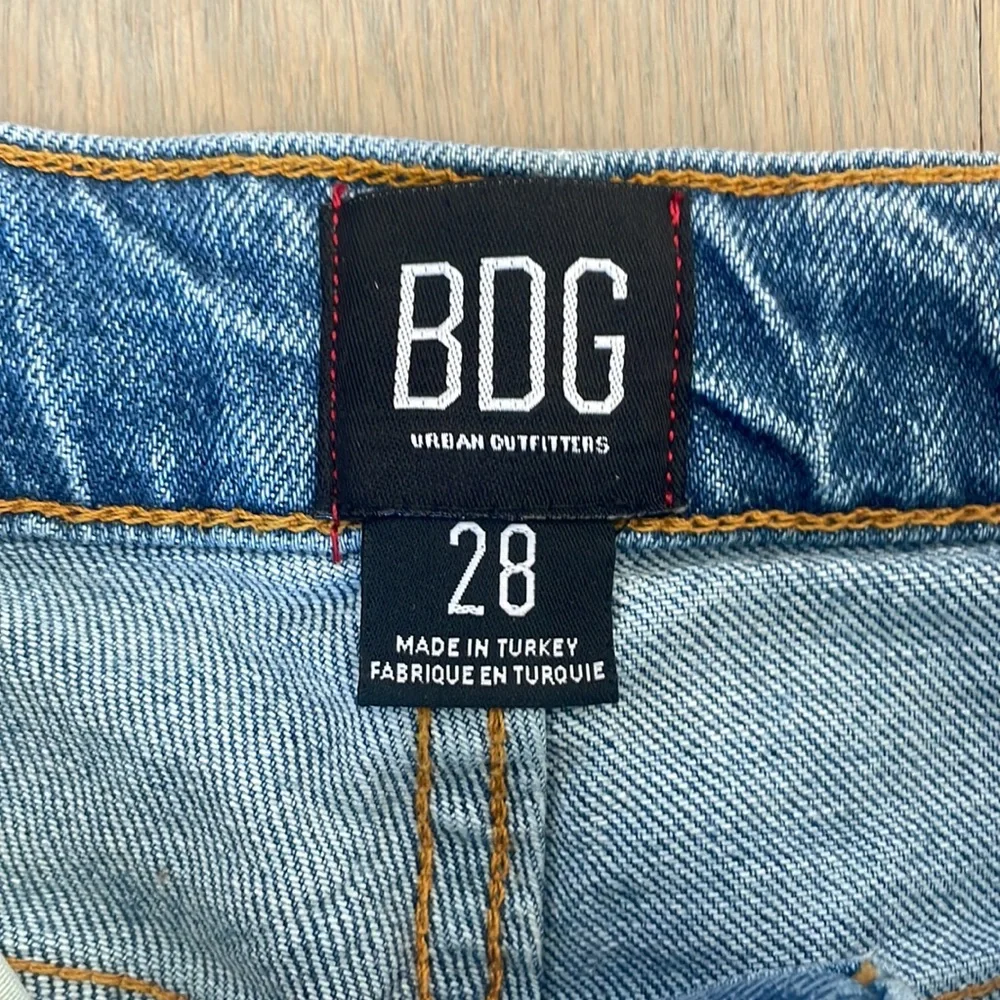 BDG
URBAN OUTFITTERS
28
MADE IN TURKEY
FABRIQUE EN TURQUIE